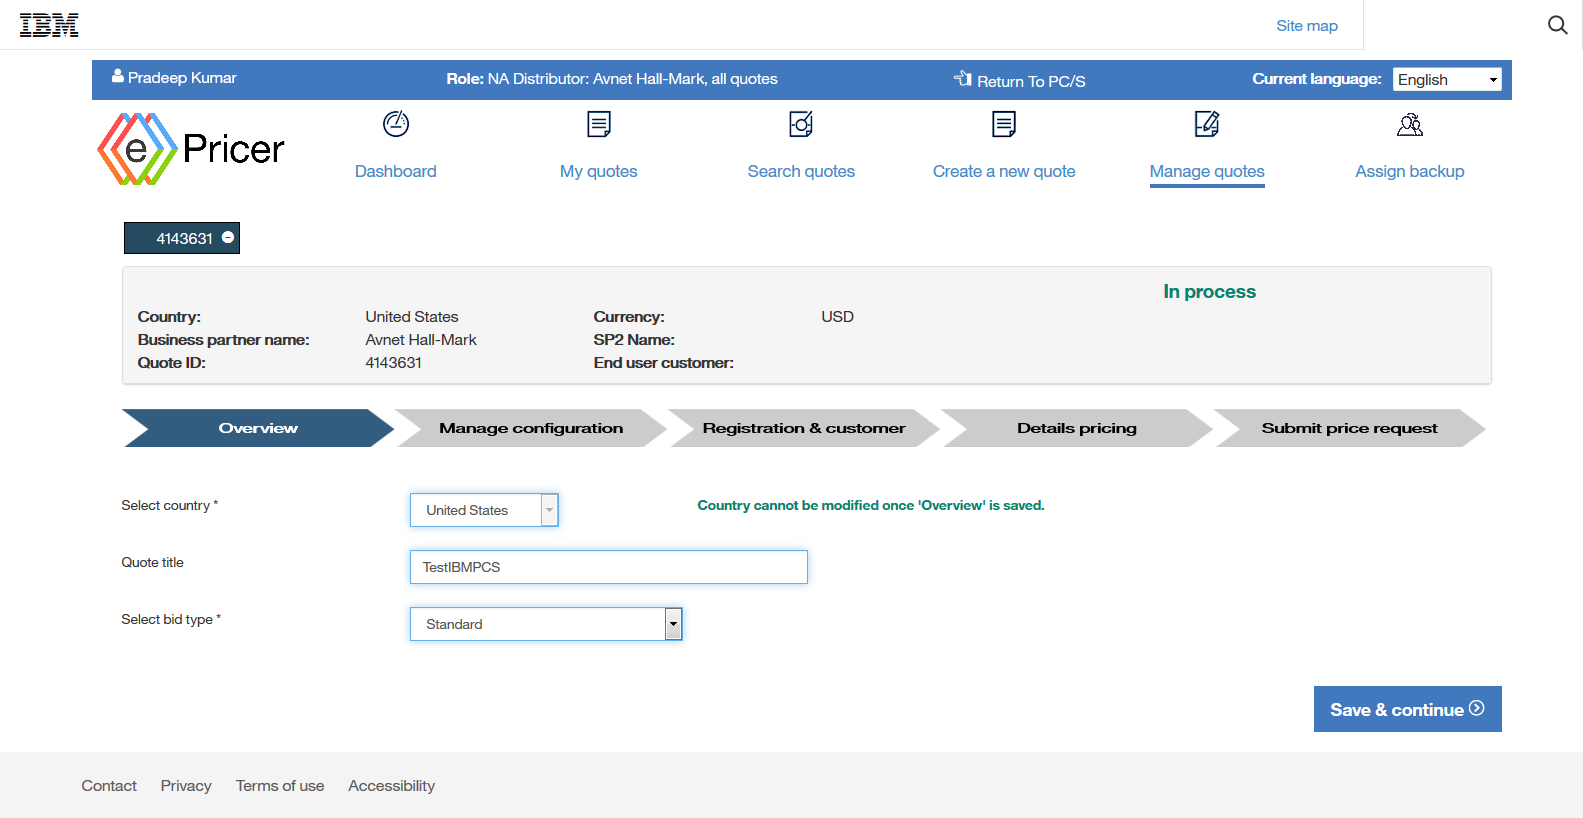 IBM
Site map
Pradeep Kumar
Role: NA Distributor: Avnet Hall-Mark, all quotes
Return To PC/S
Current language: English
e Pricer
Dashboard
My quotes
Search quotes
Create a new quote
Manage quotes
Assign backup
4143631
In process
Country: United States Currency: USD
Business partner name: Avnet Hall-Mark SP2 Name:
Quote ID: 4143631 End user customer:
Overview
Manage configuration
Registration & customer
Details pricing
Submit price request
Select country * United States Country cannot be modified once 'Overview' is saved.
Quote title TestIBMPCS
Select bid type * Standard
Save & continue
Contact Privacy Terms of use Accessibility